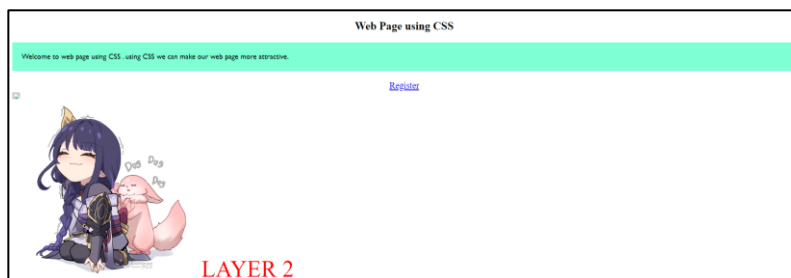 Web Page using CSS
Welcome to web page using CSS . using CSS we can make our web page more attractive.
Register
LAYER 2